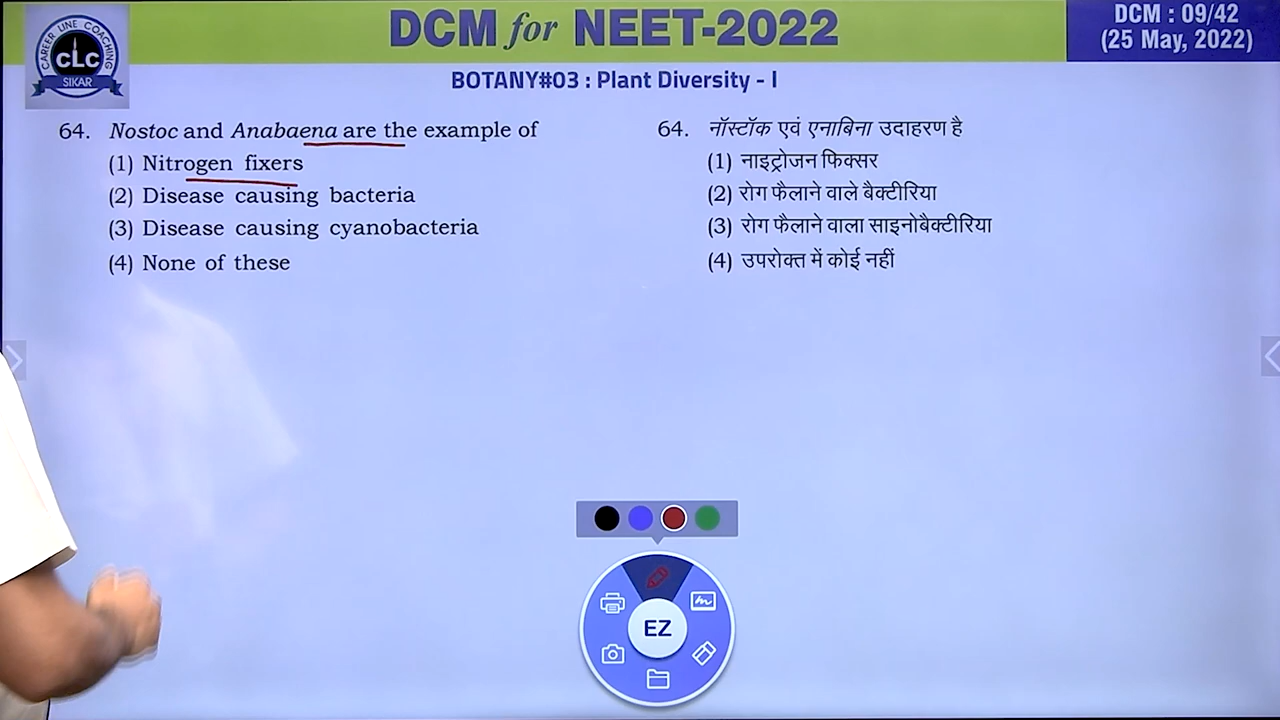 DCM for NEET-2022
DCM : 09/42
(25 May, 2022)
CAREER LINE COACHING
CLC
SIKAR
BOTANY#03 : Plant Diversity - I
64. Nostoc and Anabaena are the example of
(1) Nitrogen fixers
(2) Disease causing bacteria
(3) Disease causing cyanobacteria
(4) None of these
64. नॉस्टॉक एवं एनाबिना उदाहरण है
(1) नाइट्रोजन फिक्सर
(2) रोग फैलाने वाले बैक्टीरिया
(3) रोग फैलाने वाला साइनोबैक्टीरिया
(4) उपरोक्त में कोई नहीं
EZ